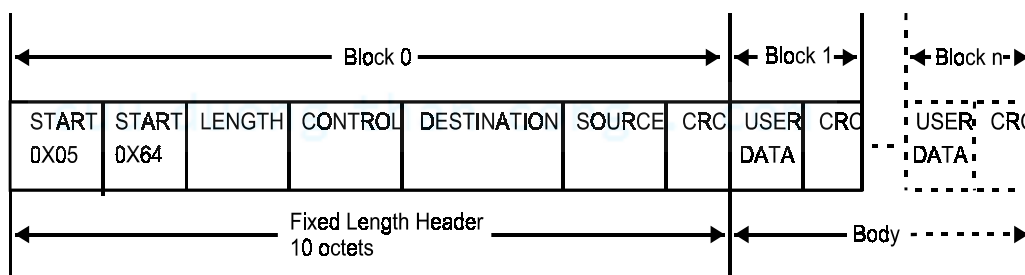 Block 0 Block 1 Block n
START START LENGTH CONTROL DESTINATION SOURCE CRC USER CRC USER CRC
0X05 0X64 DATA DATA
Fixed Length Header
10 octets
Body